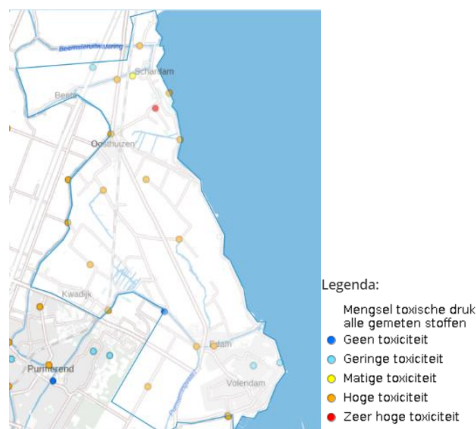 Beemsterringvaart
Schardam
Beets
Oosthuizen
Kwadijk
Edam
Purmerend
Volendam
Legenda:
Mengsel toxische druk
alle gemeten stoffen
Geen toxiciteit
Geringe toxiciteit
Matige toxiciteit
Hoge toxiciteit
Zeer hoge toxiciteit